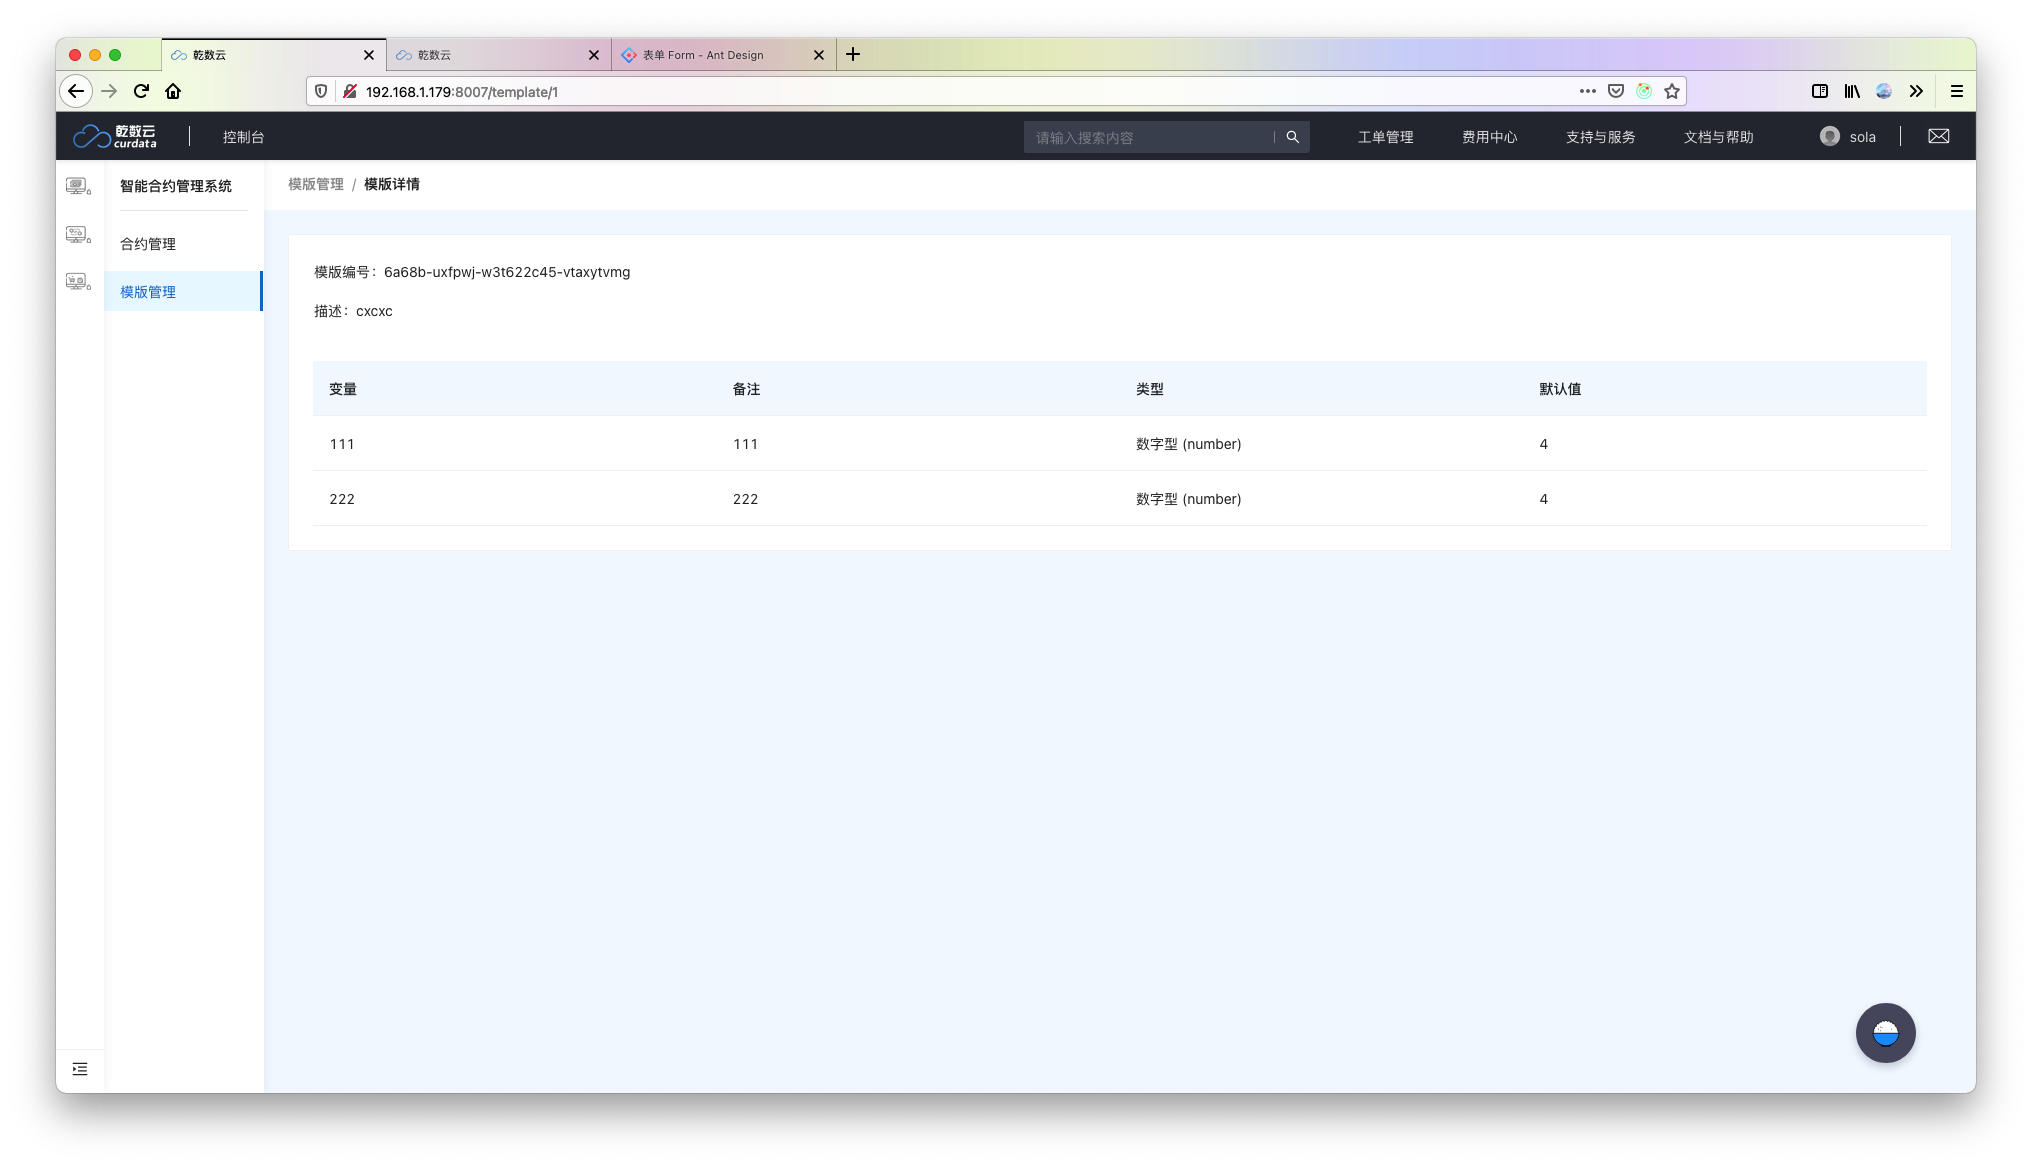 乾数云
乾数云
表单 Form - Ant Design
192.168.1.179:8007/template/1
乾数云
curdata
控制台
请输入搜索内容
工单管理
费用中心
支持与服务
文档与帮助
sola
智能合约管理系统
合约管理
模版管理
模版管理 / 模版详情
模版编号：6a68b-uxfpwj-w3t622c45-vtaxytvmg
描述：cxcxc
变量 备注 类型 默认值
111 111 数字型 (number) 4
222 222 数字型 (number) 4